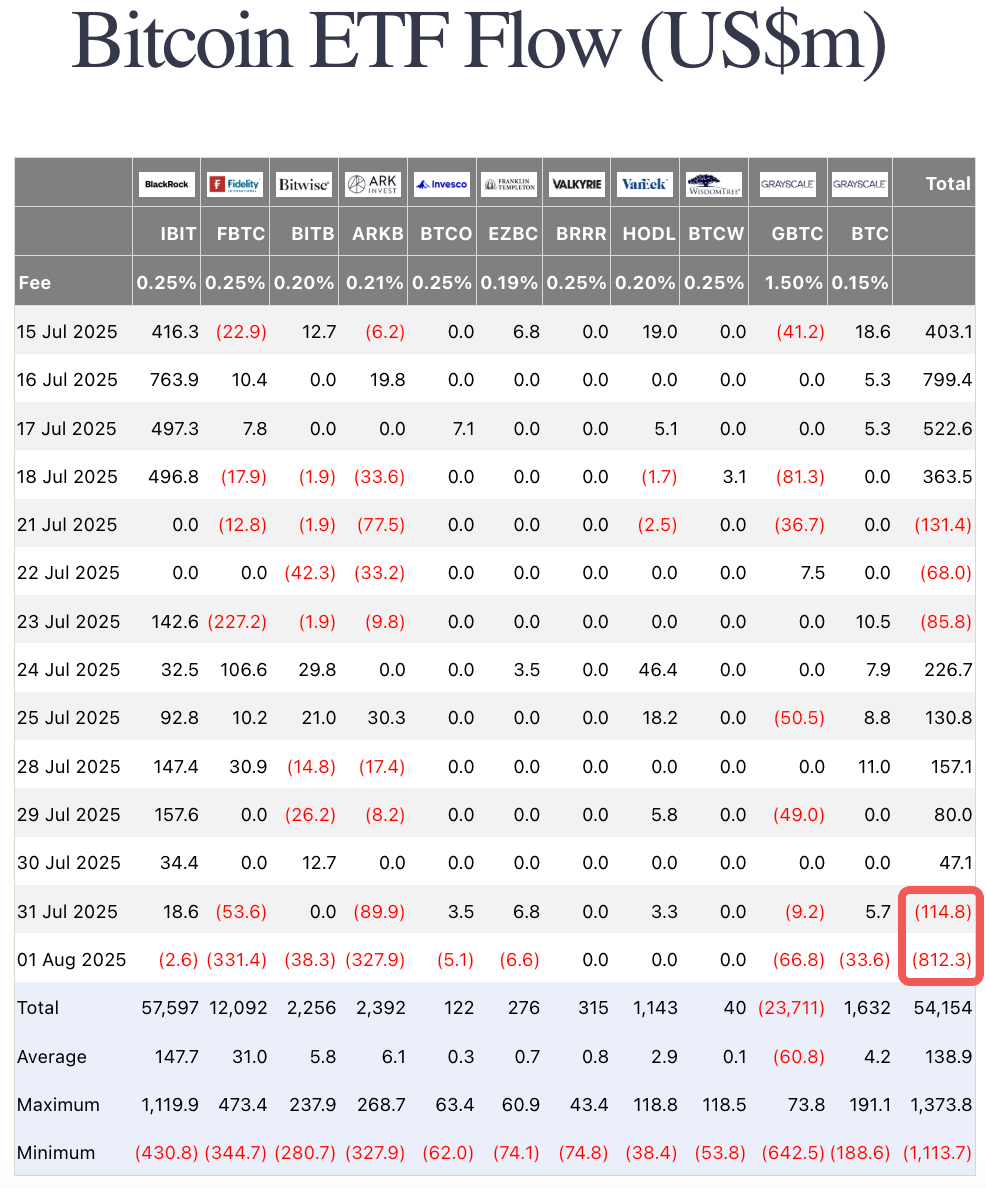 Bitcoin ETF Flow (US$m)
BlackRock Fidelity INTERNATIONAL Bitwise ARK INVEST Invesco FRANKLIN TEMPLETON VALKYRIE VanEck WISDOMTREE GRAYSCALE GRAYSCALE Total
IBIT FBTC BITB ARKB BTCO EZBC BRRR HODL BTCW GBTC BTC
Fee 0.25% 0.25% 0.20% 0.21% 0.25% 0.19% 0.25% 0.20% 0.25% 1.50% 0.15%
15 Jul 2025 416.3 (22.9) 12.7 (6.2) 0.0 6.8 0.0 19.0 0.0 (41.2) 18.6 403.1
16 Jul 2025 763.9 10.4 0.0 19.8 0.0 0.0 0.0 0.0 0.0 0.0 5.3 799.4
17 Jul 2025 497.3 7.8 0.0 0.0 7.1 0.0 0.0 5.1 0.0 0.0 5.3 522.6
18 Jul 2025 496.8 (17.9) (1.9) (33.6) 0.0 0.0 0.0 (1.7) 3.1 (81.3) 0.0 363.5
21 Jul 2025 0.0 (12.8) (1.9) (77.5) 0.0 0.0 0.0 (2.5) 0.0 (36.7) 0.0 (131.4)
22 Jul 2025 0.0 0.0 (42.3) (33.2) 0.0 0.0 0.0 0.0 0.0 7.5 0.0 (68.0)
23 Jul 2025 142.6 (227.2) (1.9) (9.8) 0.0 0.0 0.0 0.0 0.0 0.0 10.5 (85.8)
24 Jul 2025 32.5 106.6 29.8 0.0 0.0 3.5 0.0 46.4 0.0 0.0 7.9 226.7
25 Jul 2025 92.8 10.2 21.0 30.3 0.0 0.0 0.0 18.2 0.0 (50.5) 8.8 130.8
28 Jul 2025 147.4 30.9 (14.8) (17.4) 0.0 0.0 0.0 0.0 0.0 0.0 11.0 157.1
29 Jul 2025 157.6 0.0 (26.2) (8.2) 0.0 0.0 0.0 5.8 0.0 (49.0) 0.0 80.0
30 Jul 2025 34.4 0.0 12.7 0.0 0.0 0.0 0.0 0.0 0.0 0.0 0.0 47.1
31 Jul 2025 18.6 (53.6) 0.0 (89.9) 3.5 6.8 0.0 3.3 0.0 (9.2) 5.7 (114.8)
01 Aug 2025 (2.6) (331.4) (38.3) (327.9) (5.1) (6.6) 0.0 0.0 0.0 (66.8) (33.6) (812.3)
Total 57,597 12,092 2,256 2,392 122 276 315 1,143 40 (23,711) 1,632 54,154
Average 147.7 31.0 5.8 6.1 0.3 0.7 0.8 2.9 0.1 (60.8) 4.2 138.9
Maximum 1,119.9 473.4 237.9 268.7 63.4 60.9 43.4 118.8 118.5 73.8 191.1 1,373.8
Minimum (430.8) (344.7) (280.7) (327.9) (62.0) (74.1) (74.8) (38.4) (53.8) (642.5) (188.6) (1,113.7)